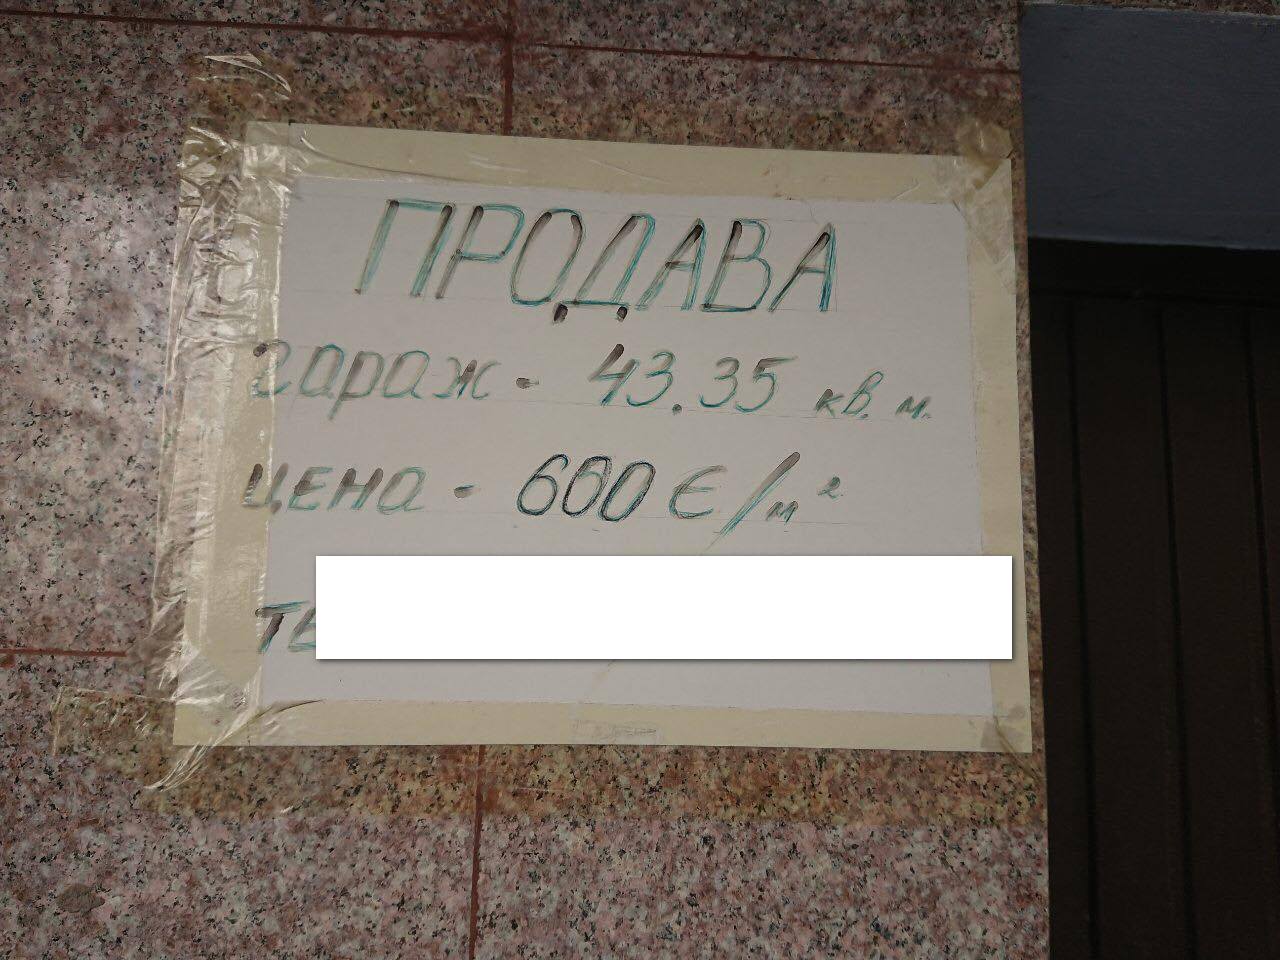 ПРОДАВА
гараж - 43.35 кв. м.
цена - 600 €/м²